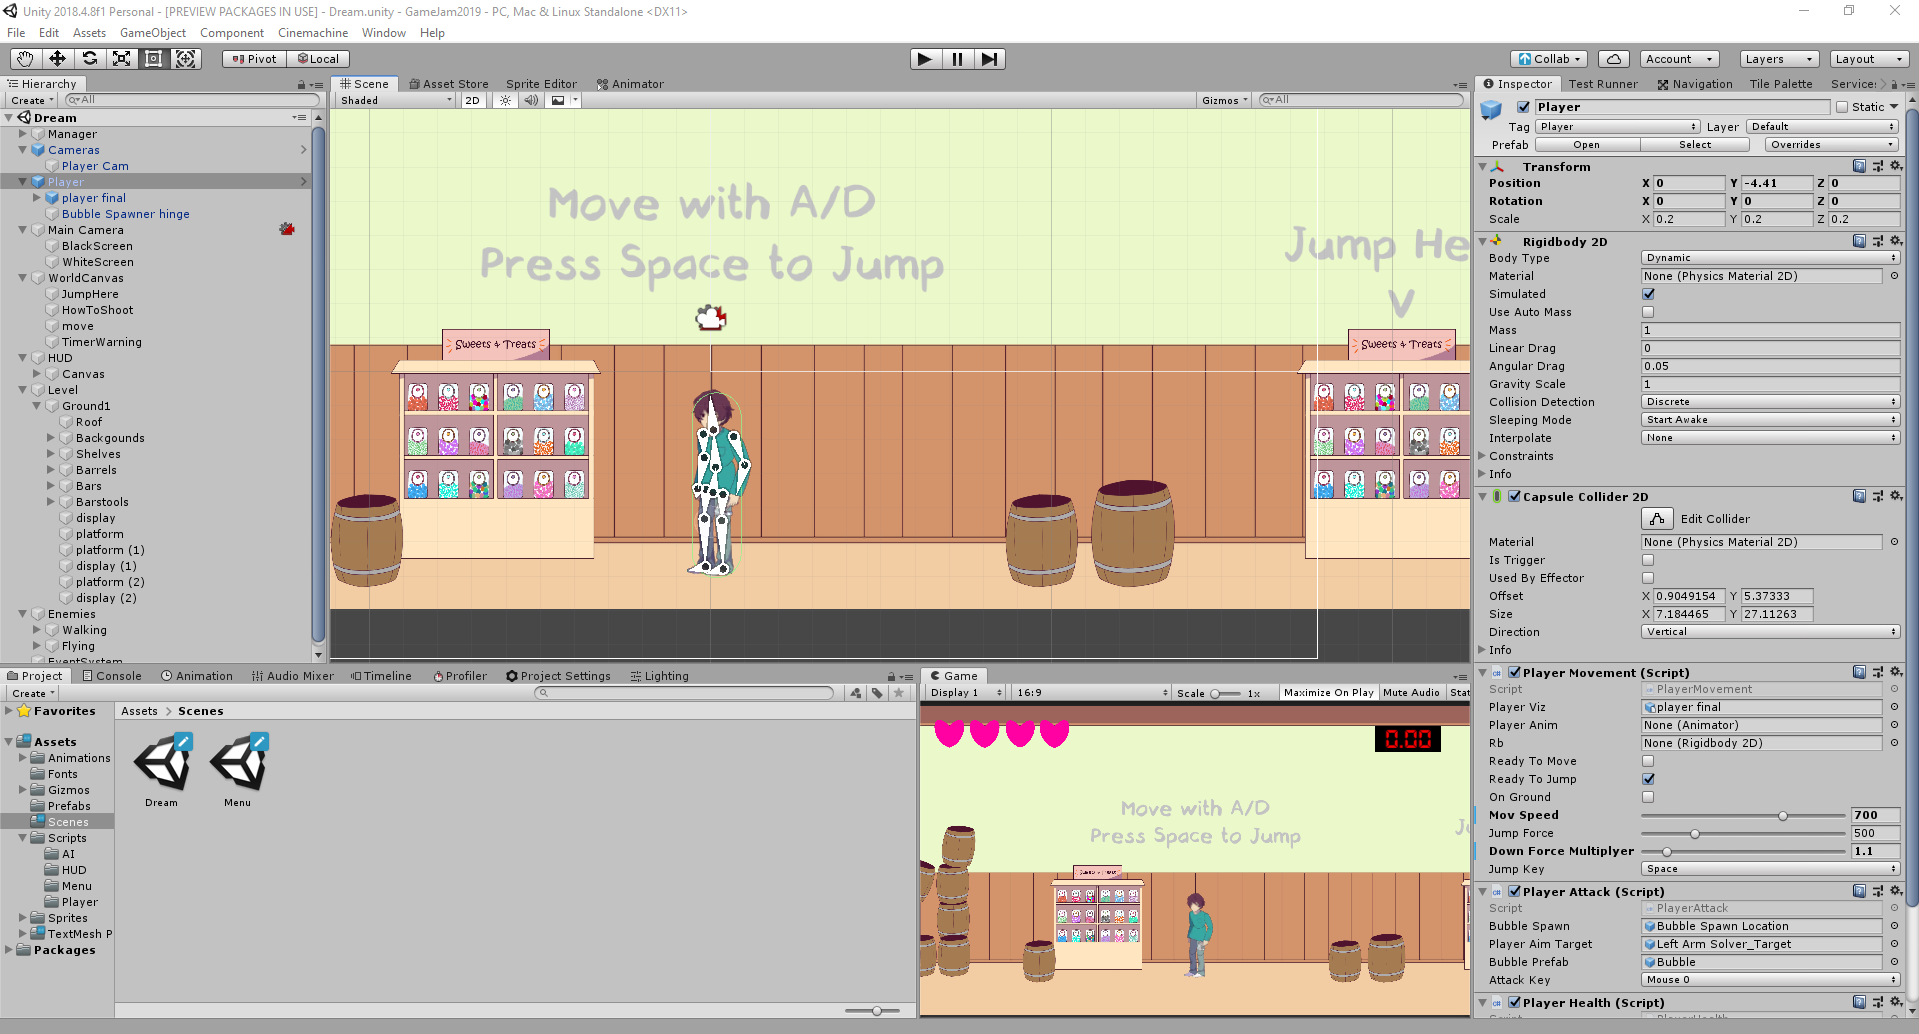 Unity 2018.4.8f1 Personal - [PREVIEW PACKAGES IN USE] - Dream.unity - GameJam2019 - PC, Mac & Linux Standalone <DX11>
File Edit Assets GameObject Component Cinemachine Window Help
Pivot Local Collab Account Layers Layout
Hierarchy
Create All
Dream
Manager
Cameras
Player Cam
Player
player final
Bubble Spawner hinge
Main Camera
BlackScreen
WhiteScreen
WorldCanvas
JumpHere
HowToShoot
move
TimerWarning
HUD
Canvas
Level
Ground1
Roof
Backgounds
Shelves
Barrels
Bars
Barstools
display
platform
platform (1)
display (1)
platform (2)
display (2)
Enemies
Walking
Flying
EventSystem
Scene Asset Store Sprite Editor Animator
Shaded 2D Gizmos All
Move with A/D
Press Space to Jump
Jump He
V
Sweets & Treats
Sweets & Treats
Project Console Animation Audio Mixer Timeline Profiler Project Settings Lighting
Create
Favorites
Assets
Animations
Fonts
Gizmos
Prefabs
Scenes
Scripts
AI
HUD
Menu
Player
Sprites
TextMesh P
Packages
Assets > Scenes
Dream Menu
Game
Display 1 16:9 Scale 1x Maximize On Play Mute Audio Stat
0.00
Move with A/D
Press Space to Jump
Ju
Sweets & Treats
Inspector Test Runner Navigation Tile Palette Service
Player Static
Tag Player Layer Default
Prefab Open Select Overrides
Transform
Position X 0 Y -4.41 Z 0
Rotation X 0 Y 0 Z 0
Scale X 0.2 Y 0.2 Z 0.2
Rigidbody 2D
Body Type Dynamic
Material None (Physics Material 2D)
Simulated
Use Auto Mass
Mass 1
Linear Drag 0
Angular Drag 0.05
Gravity Scale 1
Collision Detection Discrete
Sleeping Mode Start Awake
Interpolate None
Constraints
Info
Capsule Collider 2D
Edit Collider
Material None (Physics Material 2D)
Is Trigger
Used By Effector
Offset X 0.9049154 Y 5.37333
Size X 7.184465 Y 27.11263
Direction Vertical
Info
Player Movement (Script)
Script PlayerMovement
Player Viz player final
Player Anim None (Animator)
Rb None (Rigidbody 2D)
Ready To Move
Ready To Jump
On Ground
Mov Speed 700
Jump Force 500
Down Force Multiplyer 1.1
Jump Key Space
Player Attack (Script)
Script PlayerAttack
Bubble Spawn Bubble Spawn Location
Player Aim Target Left Arm Solver_Target
Bubble Prefab Bubble
Attack Key Mouse 0
Player Health (Script)
Script PlayerHealth